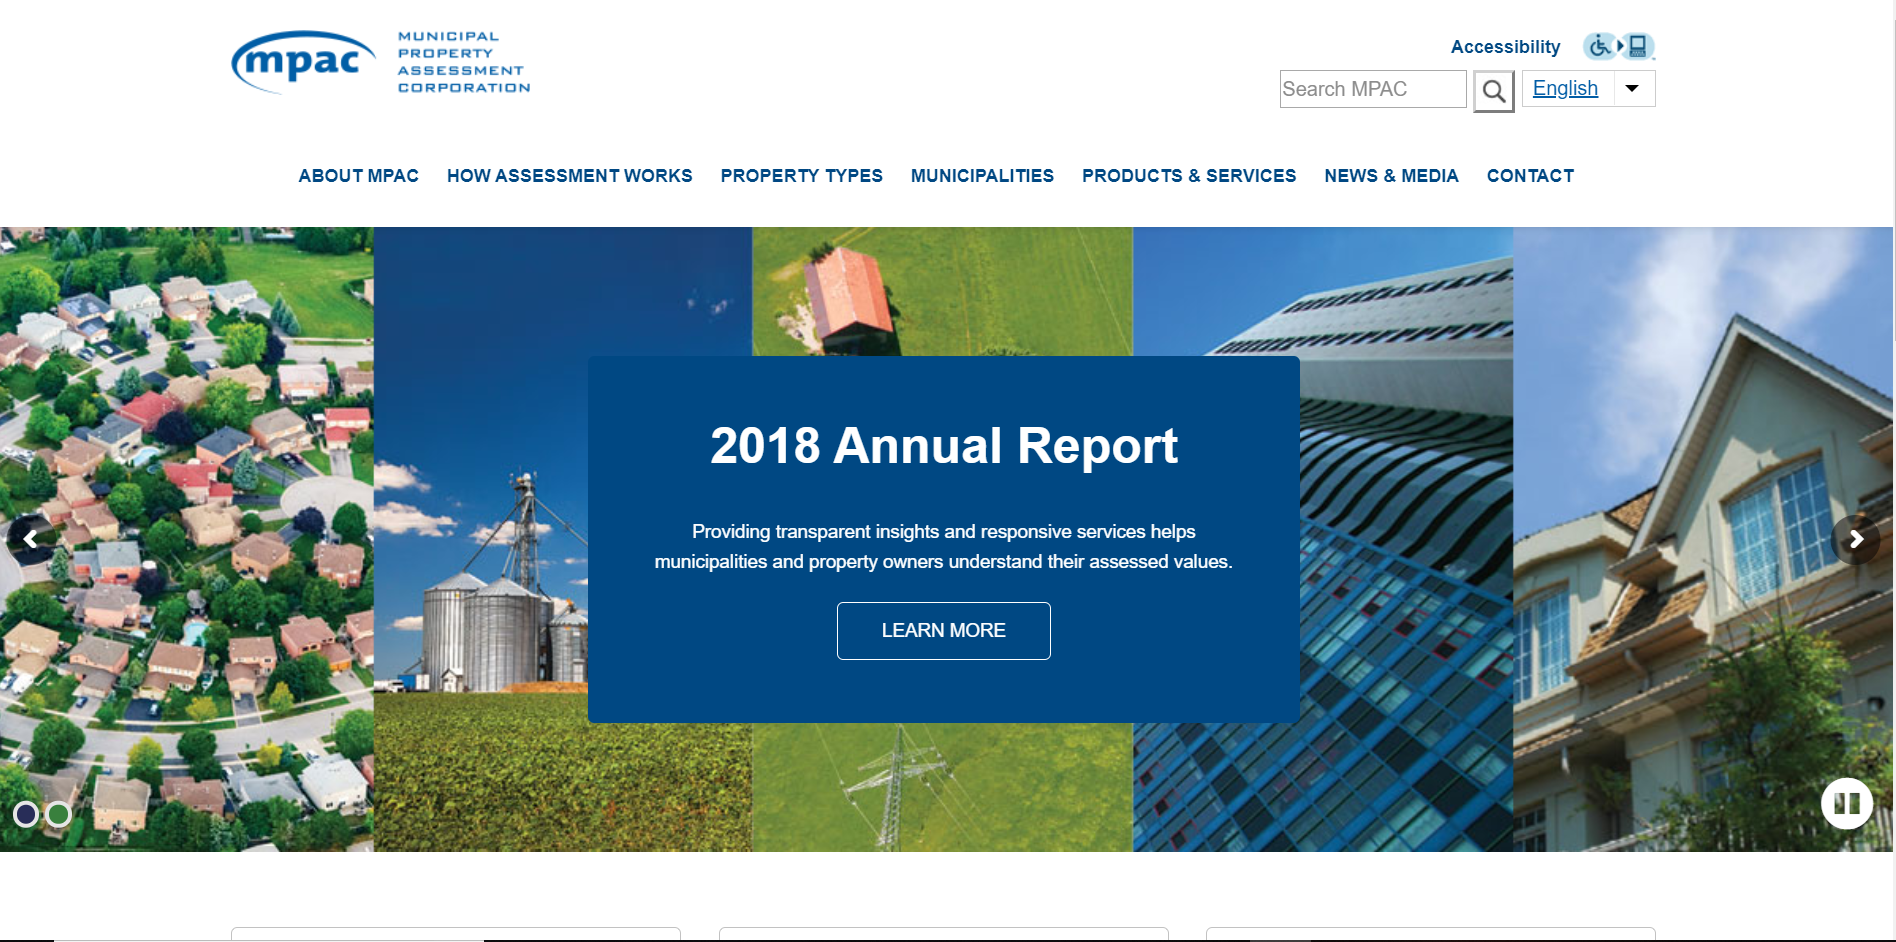 mpac
MUNICIPAL
PROPERTY
ASSESSMENT
CORPORATION
Accessibility
Search MPAC
English
ABOUT MPAC HOW ASSESSMENT WORKS PROPERTY TYPES MUNICIPALITIES PRODUCTS & SERVICES NEWS & MEDIA CONTACT
2018 Annual Report
Providing transparent insights and responsive services helps
municipalities and property owners understand their assessed values.
LEARN MORE